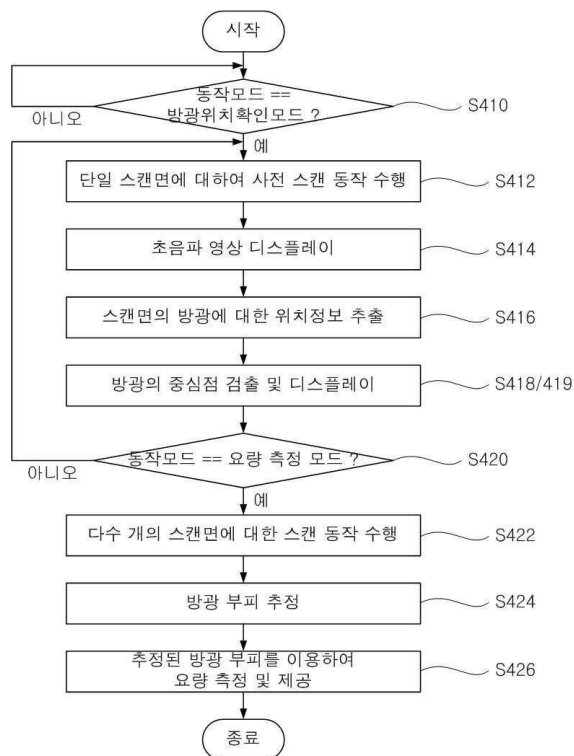 시작
동작모드 ==
방광위치확인모드 ?
S410
아니오
예
단일 스캔면에 대하여 사전 스캔 동작 수행
S412
초음파 영상 디스플레이
S414
스캔면의 방광에 대한 위치정보 추출
S416
방광의 중심점 검출 및 디스플레이
S418/419
동작모드 == 요량 측정 모드 ?
S420
아니오
예
다수 개의 스캔면에 대한 스캔 동작 수행
S422
방광 부피 추정
S424
추정된 방광 부피를 이용하여
요량 측정 및 제공
S426
종료